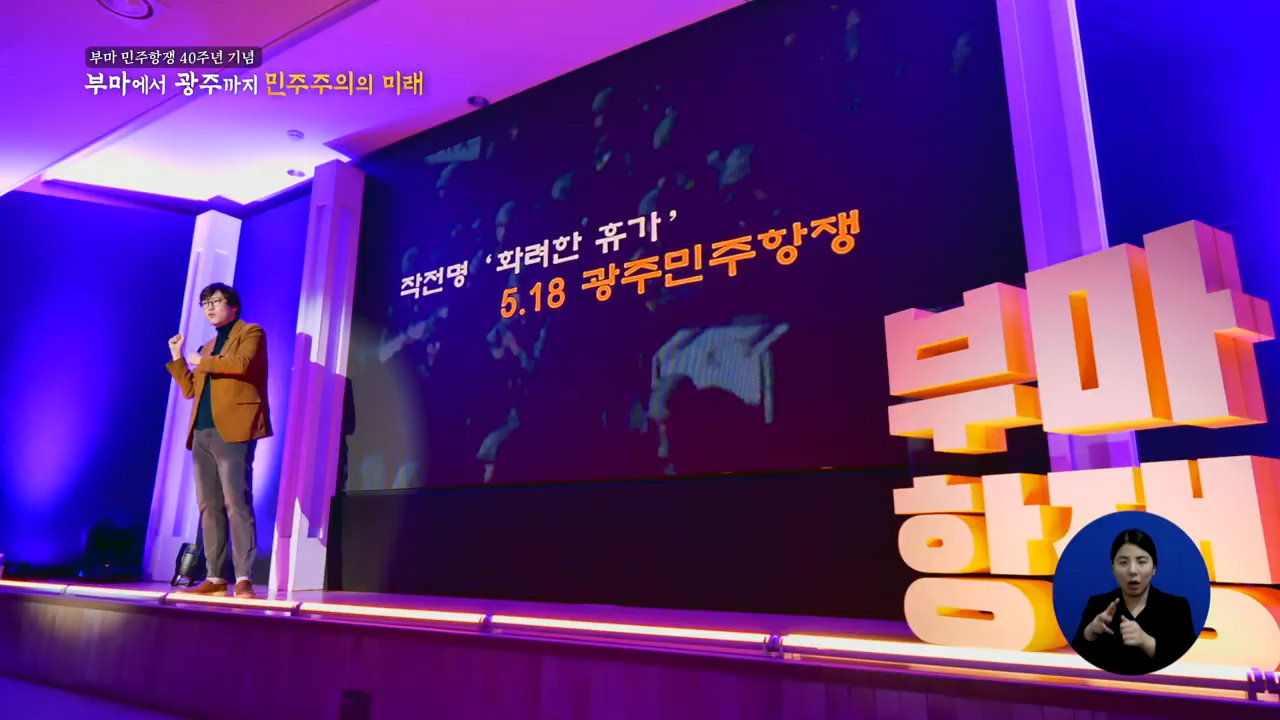 부마 민주항쟁 40주년 기념
부마에서 광주까지 민주주의의 미래
작전명 ‘화려한 휴가’
5.18 광주민주항쟁
부마
항쟁